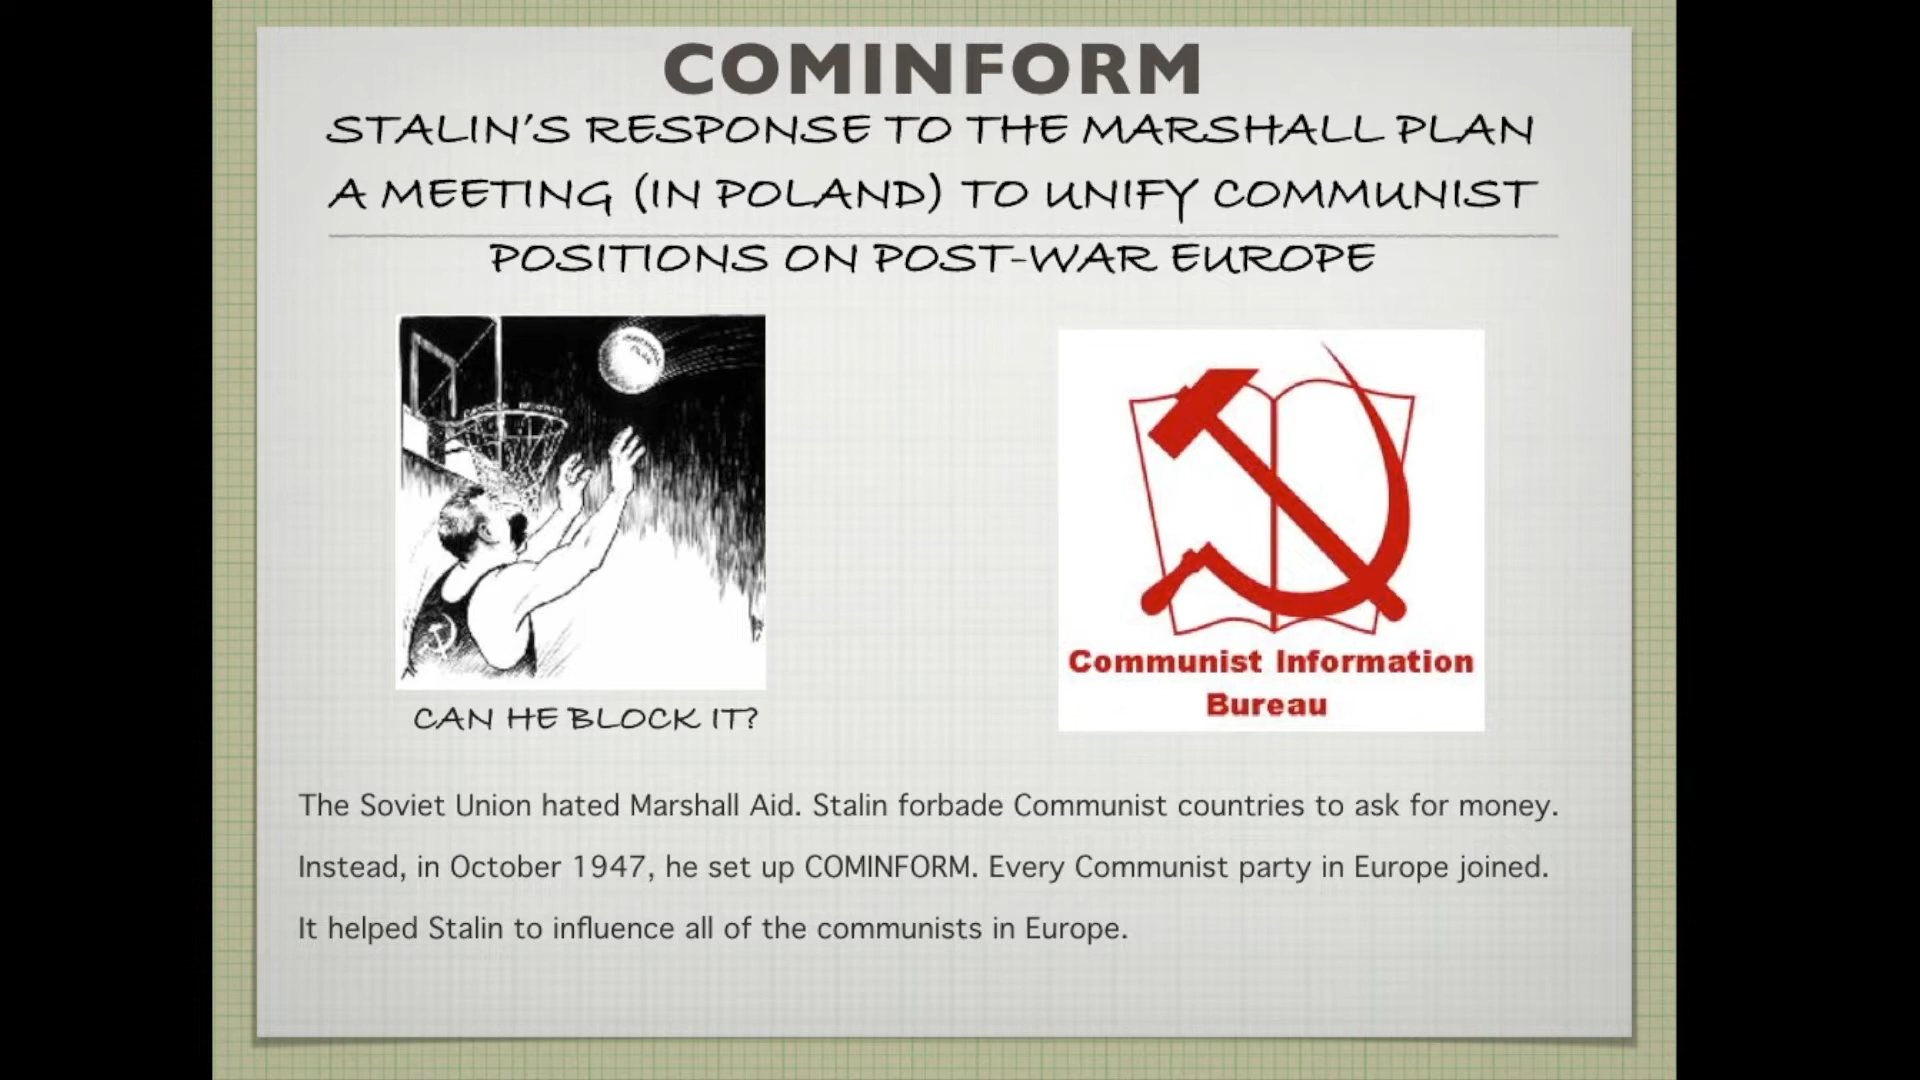 COMINFORM
STALIN'S RESPONSE TO THE MARSHALL PLAN
A MEETING (IN POLAND) TO UNIFY COMMUNIST
POSITIONS ON POST-WAR EUROPE
MARSHALL
PLAN
CAN HE BLOCK IT?
Communist Information
Bureau
The Soviet Union hated Marshall Aid. Stalin forbade Communist countries to ask for money.
Instead, in October 1947, he set up COMINFORM. Every Communist party in Europe joined.
It helped Stalin to influence all of the communists in Europe.